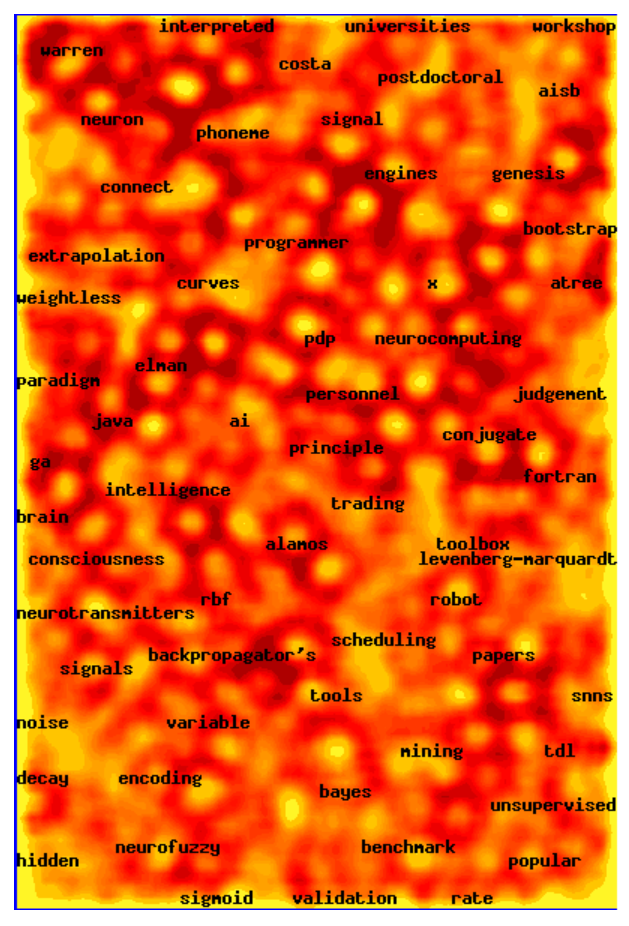 interpreted universities workshop
warren
costa
postdoctoral
aisb
neuron signal
phoneme
engines genesis
connect
bootstrap
programmer
extrapolation
curves x atree
weightless
pdp neurocomputing
elman
paradigm
personnel judgement
java ai
conjugate
principle
ga
fortran
intelligence
trading
brain
alamos toolbox
consciousness levenberg-marquardt
rbf robot
neurotransmitters
scheduling
backpropagator's papers
signals
tools snns
noise variable
mining tdl
decay encoding
bayes
unsupervised
neurofuzzy benchmark
hidden popular
sigmoid validation rate